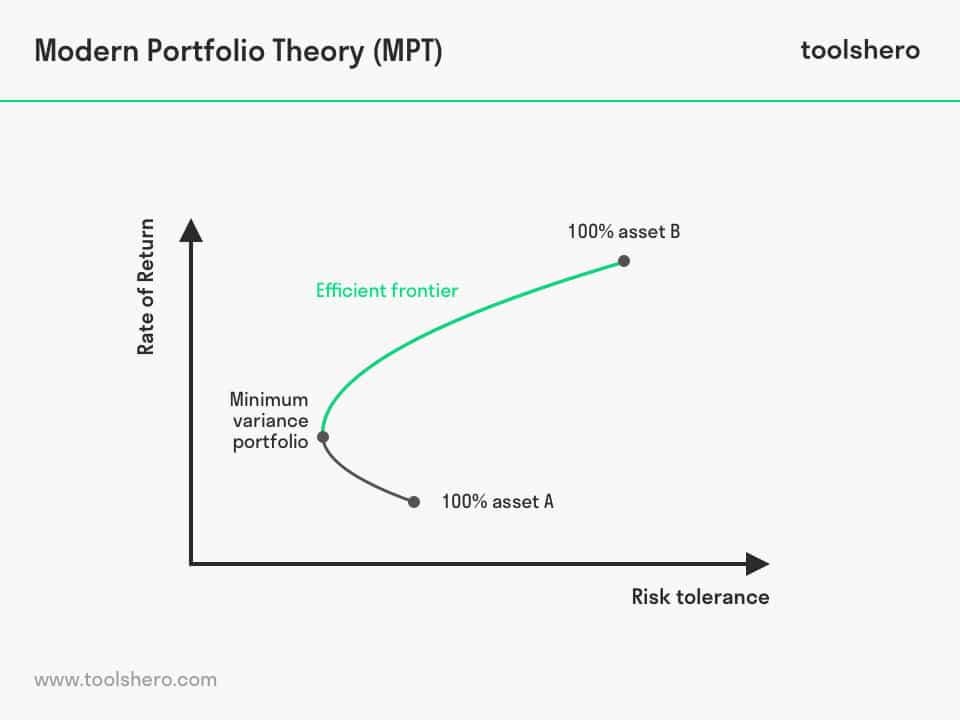 Modern Portfolio Theory (MPT)
toolshero
Rate of Return
100% asset B
Efficient frontier
Minimum
variance
portfolio
100% asset A
Risk tolerance
www.toolshero.com